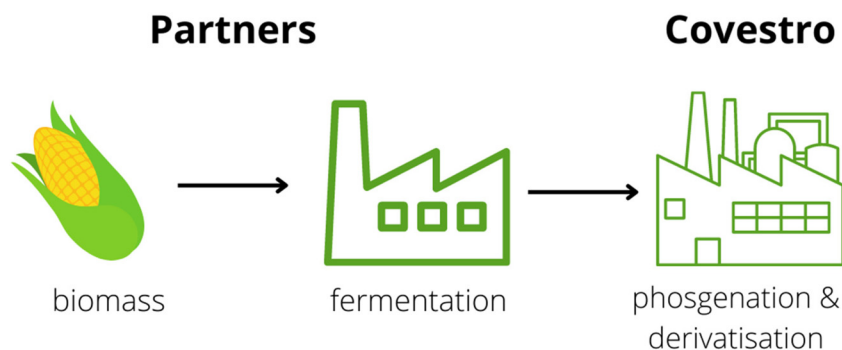 Partners
Covestro
biomass
fermentation
phosgenation &
derivatisation